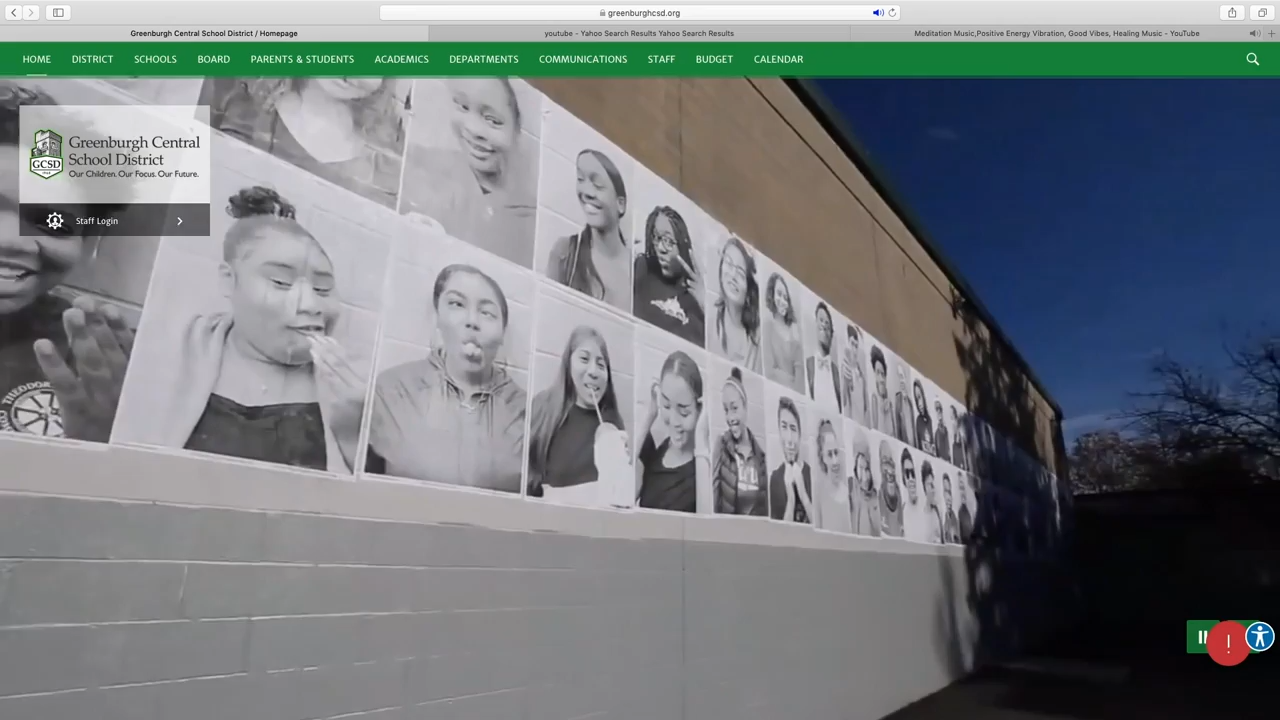 greenburghcsd.org
Greenburgh Central School District / Homepage
youtube - Yahoo Search Results Yahoo Search Results
Meditation Music,Positive Energy Vibration, Good Vibes, Healing Music - YouTube
HOME DISTRICT SCHOOLS BOARD PARENTS & STUDENTS ACADEMICS DEPARTMENTS COMMUNICATIONS STAFF BUDGET CALENDAR
Greenburgh Central
School District
Our Children. Our Focus. Our Future.
GCSD
Staff Login
THEODOR
!